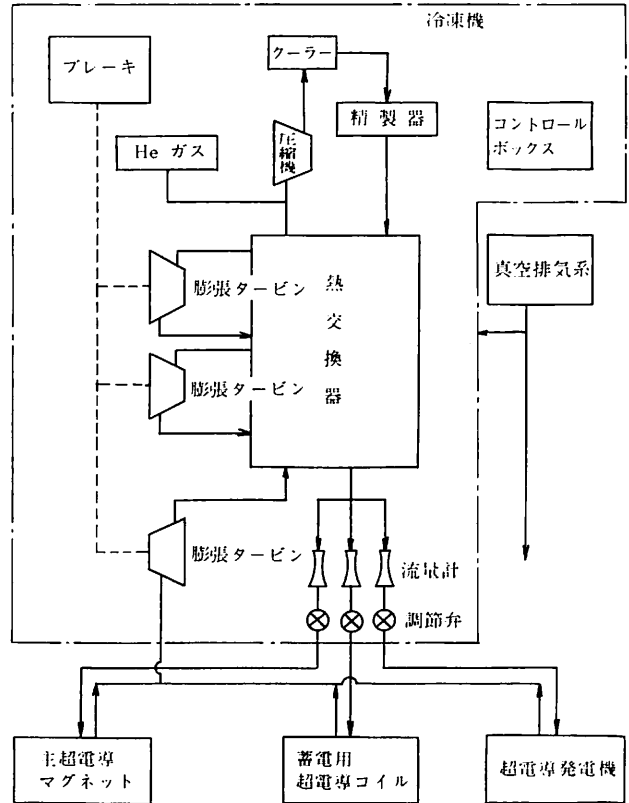 冷凍機
ブレーキ
クーラー
精製器
コントロール
ボックス
He ガス
圧縮機
真空排気系
熱交換器
膨張タービン
膨張タービン
膨張タービン
流量計
調節弁
主超電導
マグネット
蓄電用
超電導コイル
超電導発電機